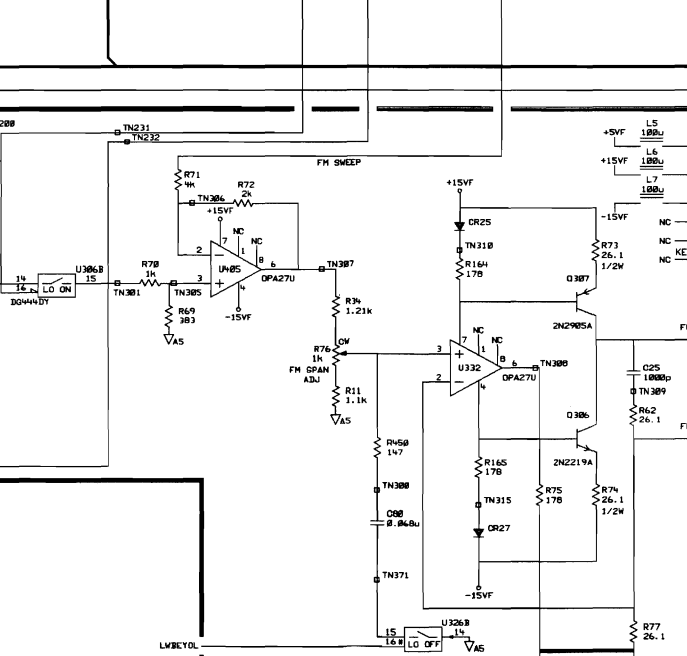 200
TN231
TN232
FM SWEEP
R71
4k
R72
2k
TN306
+15VF
7
NC
1
NC
8
2
6
U405
OPA27U
3
4
-15VF
TN307
14
16
U306B
15
LO ON
DG444DY
TN301
R70
1k
TN305
R69
383
A5
R34
1.21k
CW
R76
1k
FM SPAN
ADJ
R11
1.1k
A5
R450
147
TN300
C80
0.068u
TN371
U326B
15
14
16
LO OFF
A5
LWBEYOL
+15VF
CR25
TN310
R164
178
7
NC
1
NC
8
3
6
U332
OPA27U
2
4
TN308
R165
178
TN315
CR27
-15VF
R75
178
R73
26.1
1/2W
Q307
2N2905A
Q306
2N2219A
R74
26.1
1/2W
C25
1000p
TN309
R62
26.1
R77
26.1
L5
+5VF
100u
L6
+15VF
100u
L7
100u
-15VF
NC
NC
NC
KE